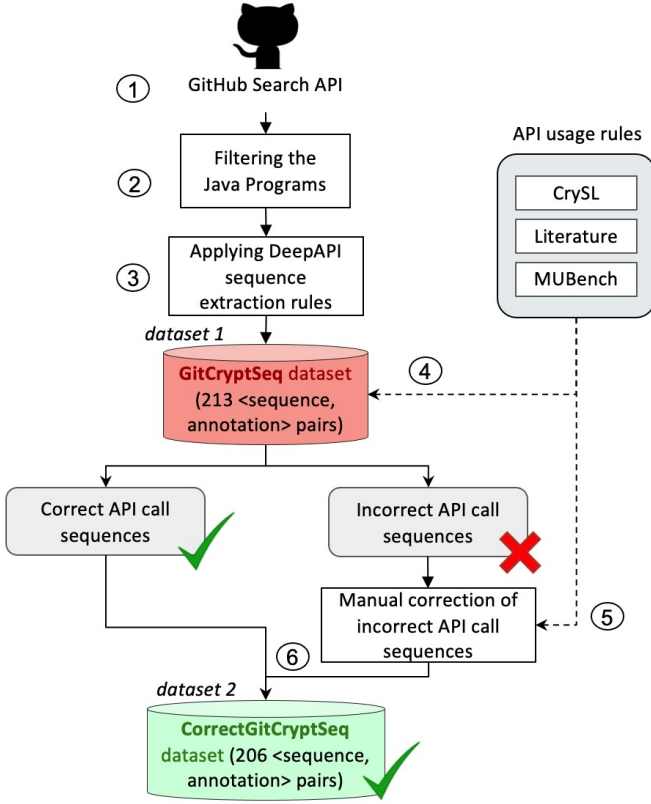 1
GitHub Search API
2
Filtering the
Java Programs
API usage rules
CrySL
Literature
MUBench
3
Applying DeepAPI
sequence
extraction rules
dataset 1
GitCryptSeq dataset
(213 <sequence,
annotation> pairs)
4
Correct API call
sequences
Incorrect API call
sequences
Manual correction of
incorrect API call
sequences
5
6
dataset 2
CorrectGitCryptSeq
dataset (206 <sequence,
annotation> pairs)